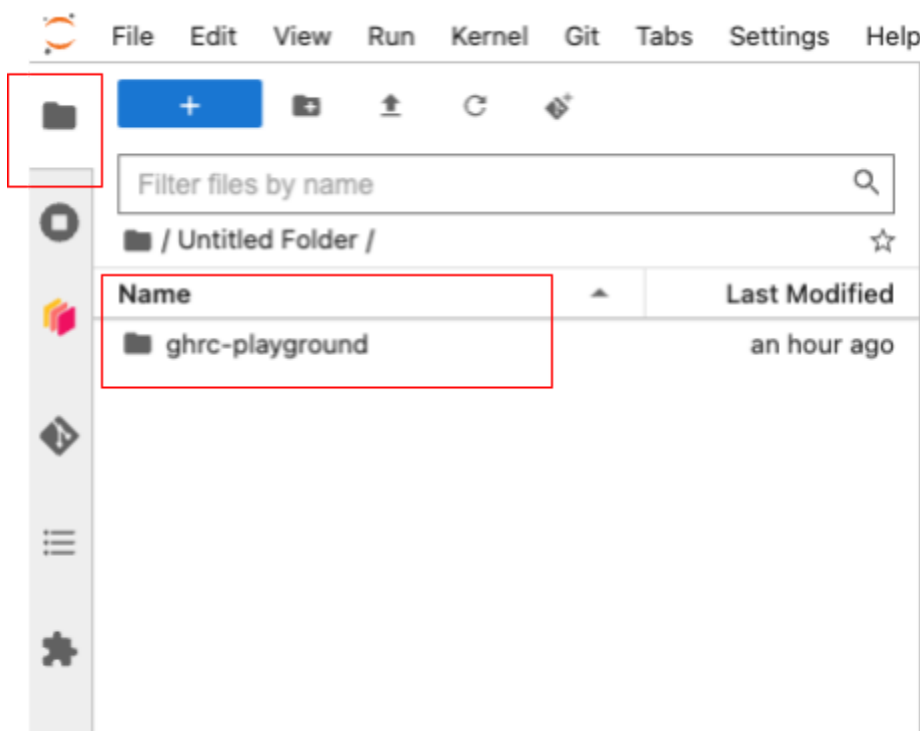 File Edit View Run Kernel Git Tabs Settings Help
Filter files by name
/ Untitled Folder /
Name Last Modified
ghrc-playground an hour ago